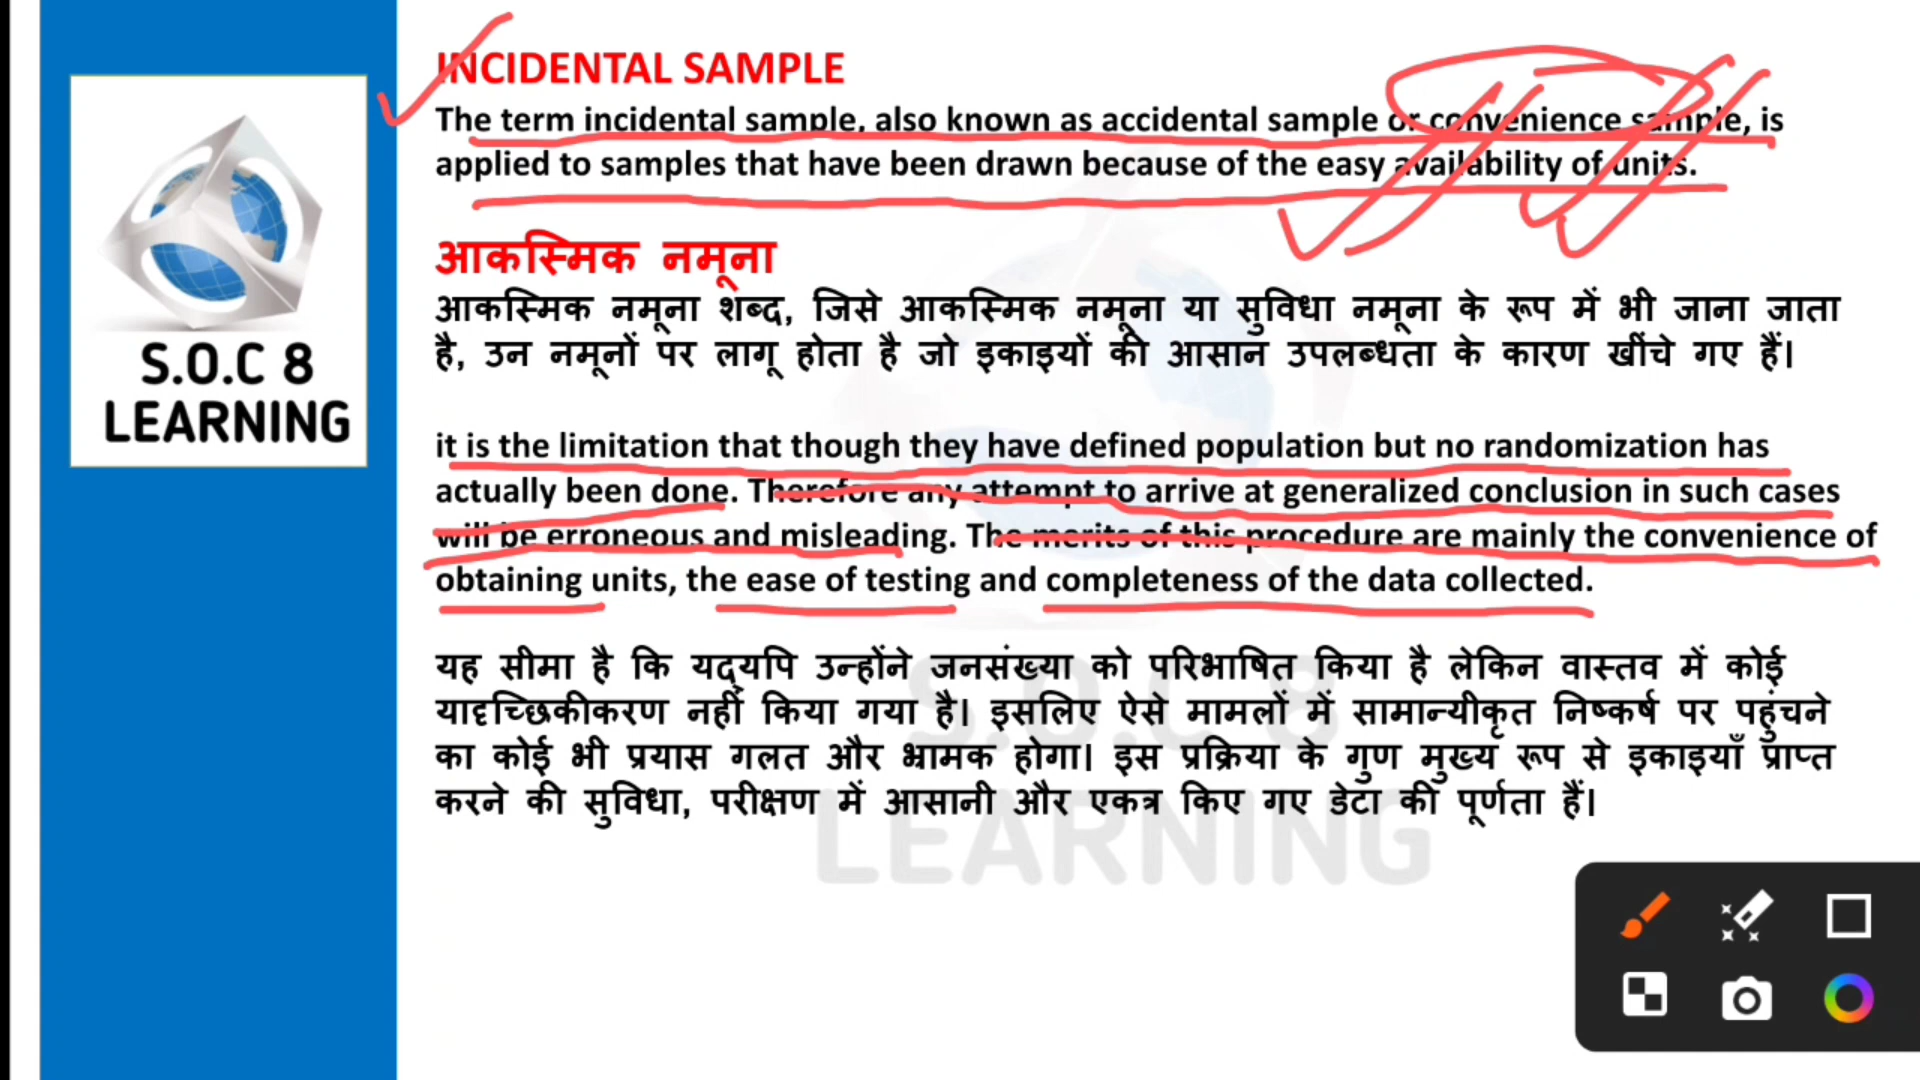 S.O.C 8
LEARNING
INCIDENTAL SAMPLE
The term incidental sample, also known as accidental sample or convenience sample, is
applied to samples that have been drawn because of the easy availability of units.
आकस्मिक नमूना
आकस्मिक नमूना शब्द, जिसे आकस्मिक नमूना या सुविधा नमूना के रूप में भी जाना जाता
है, उन नमूनों पर लागू होता है जो इकाइयों की आसान उपलब्धता के कारण खींचे गए हैं।
it is the limitation that though they have defined population but no randomization has
actually been done. Therefore any attempt to arrive at generalized conclusion in such cases
will be erroneous and misleading. The merits of this procedure are mainly the convenience of
obtaining units, the ease of testing and completeness of the data collected.
यह सीमा है कि यद्यपि उन्होंने जनसंख्या को परिभाषित किया है लेकिन वास्तव में कोई
यादृच्छिकीकरण नहीं किया गया है। इसलिए ऐसे मामलों में सामान्यीकृत निष्कर्ष पर पहुंचने
का कोई भी प्रयास गलत और भ्रामक होगा। इस प्रक्रिया के गुण मुख्य रूप से इकाइयाँ प्राप्त
करने की सुविधा, परीक्षण में आसानी और एकत्र किए गए डेटा की पूर्णता हैं।
S.O.C 8
LEARNING